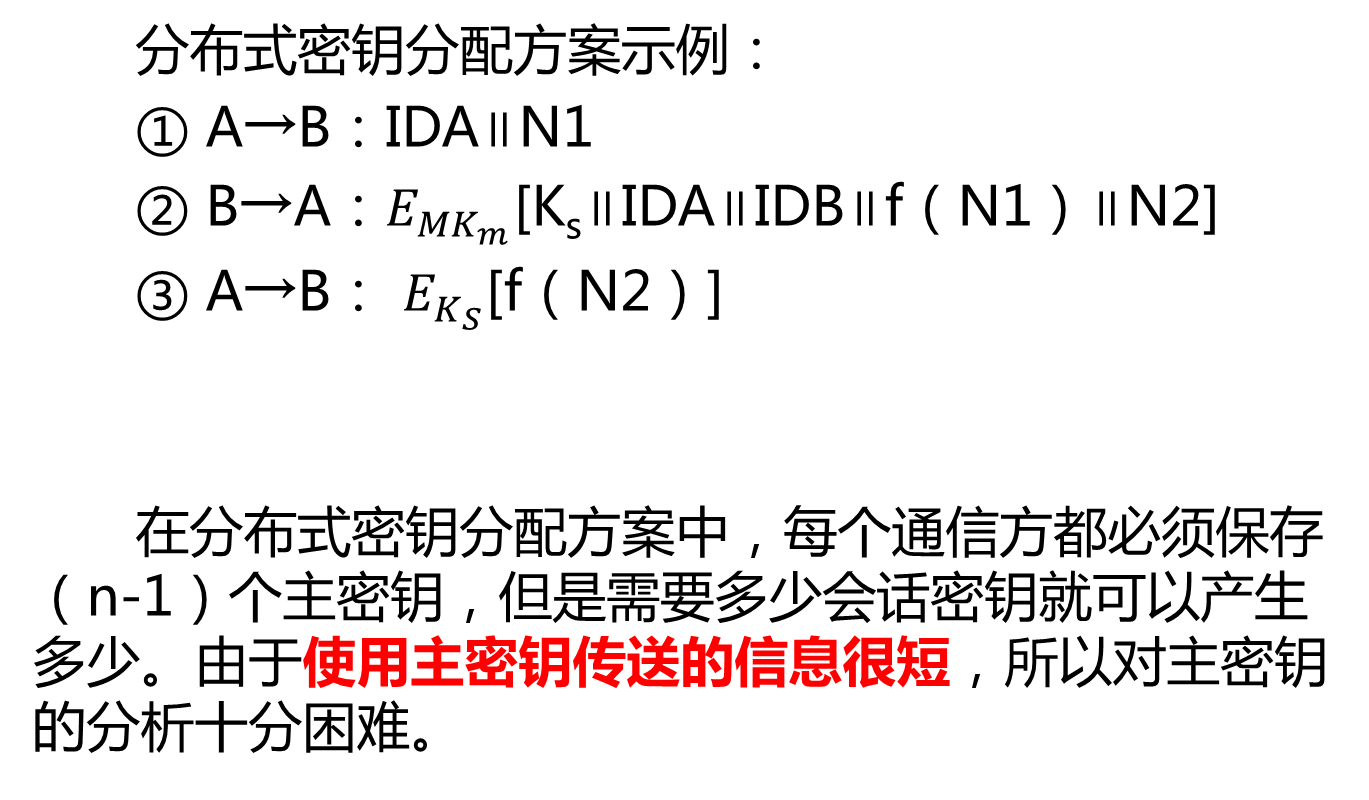 分布式密钥分配方案示例：
① A→B：IDA॥N1
② B→A：E_{MK_m}[K_s॥IDA॥IDB॥f（N1）॥N2]
③ A→B： E_{K_S}[f（N2）]
在分布式密钥分配方案中，每个通信方都必须保存
（n-1）个主密钥，但是需要多少会话密钥就可以产生
多少。由于使用主密钥传送的信息很短，所以对主密钥
的分析十分困难。